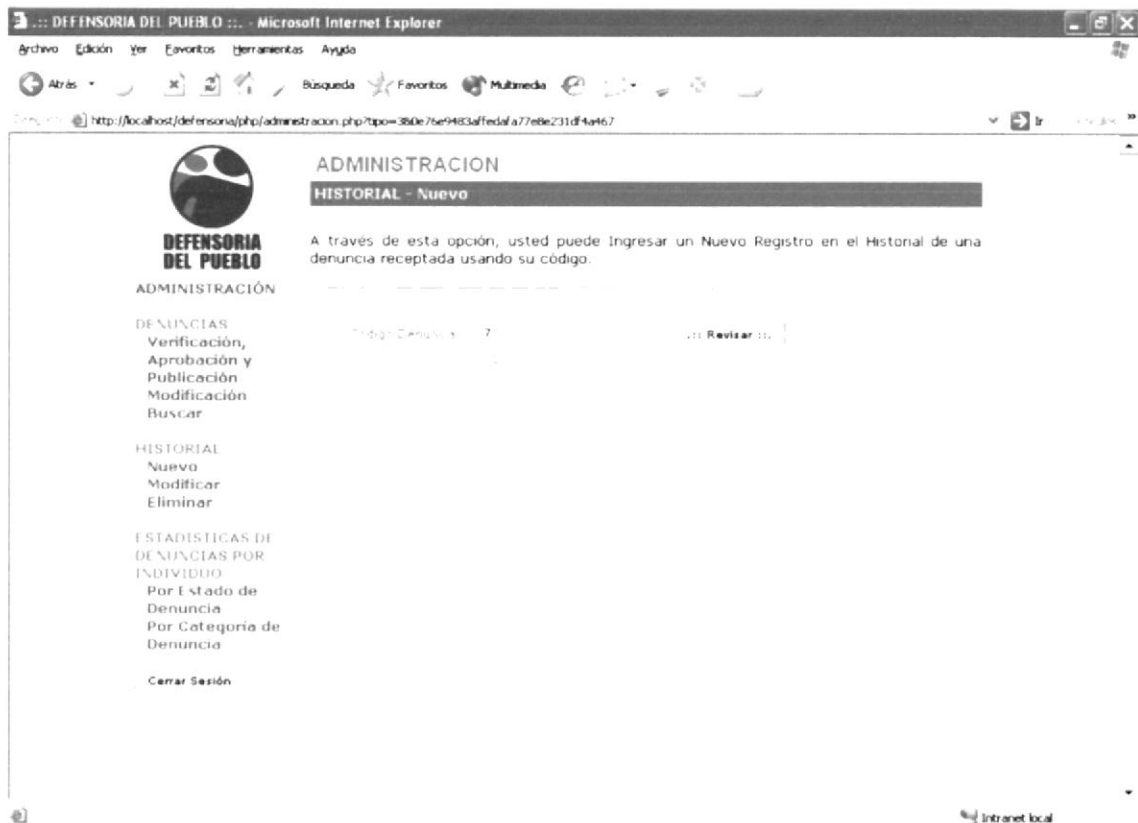 .:: DEFENSORIA DEL PUEBLO ::. - Microsoft Internet Explorer
Archivo Edición Ver Favoritos Herramientas Ayuda
Atrás Búsqueda Favoritos Multimedia
http://localhost/defensoria/php/administracion.php?tipo=380e76e9483affedafa77e8e231df4a467 Ir
DEFENSORIA
DEL PUEBLO
ADMINISTRACION
HISTORIAL - Nuevo
A través de esta opción, usted puede Ingresar un Nuevo Registro en el Historial de una
denuncia receptada usando su código.
Código Denuncia 7 .:: Revisar ::.
ADMINISTRACIÓN
DENUNCIAS
Verificación,
Aprobación y
Publicación
Modificación
Buscar
HISTORIAL
Nuevo
Modificar
Eliminar
ESTADISTICAS DE
DENUNCIAS POR
INDIVIDUO
Por Estado de
Denuncia
Por Categoría de
Denuncia
Cerrar Sesión
Intranet local